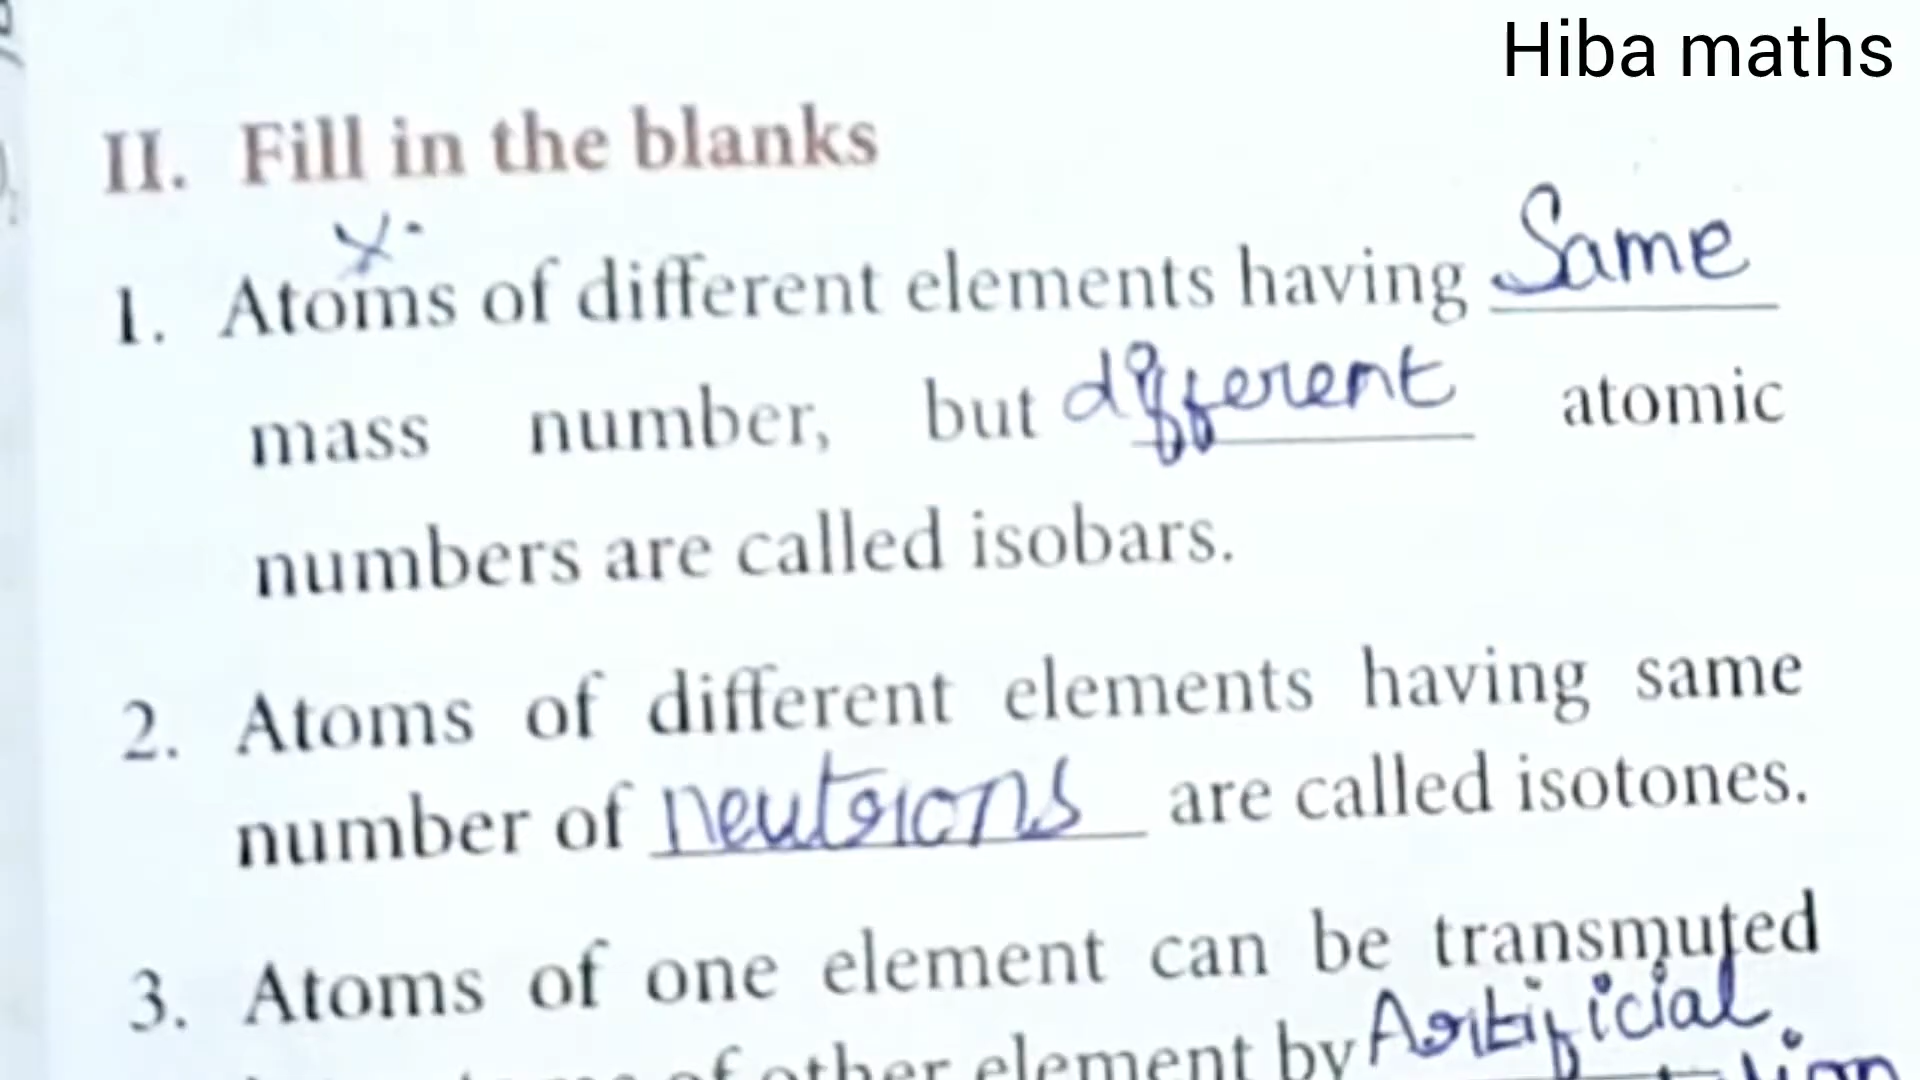 Hiba maths
II. Fill in the blanks
1. Atoms of different elements having Same
mass number, but different atomic
numbers are called isobars.
2. Atoms of different elements having same
number of neutrons are called isotones.
3. Atoms of one element can be transmuted
of other element by Artificial